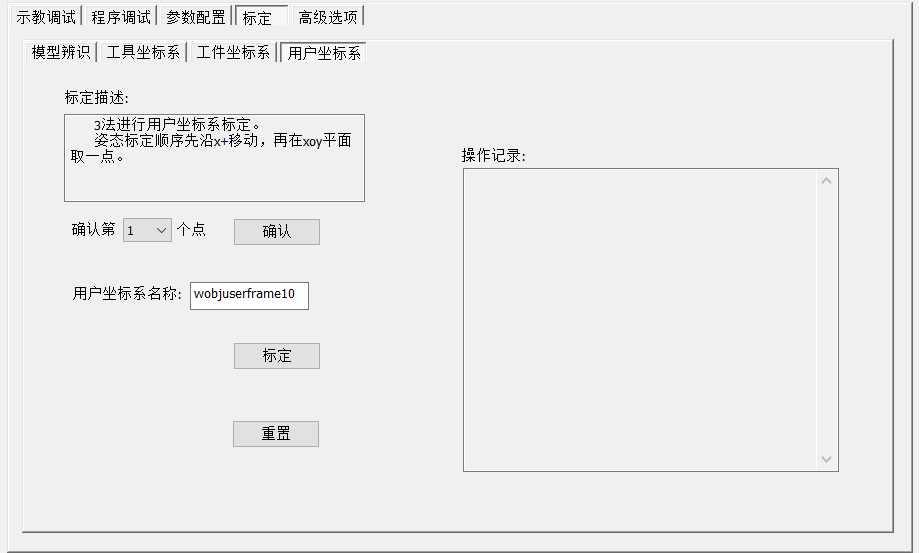 示教调试 程序调试 参数配置 标定 高级选项
模型辨识 工具坐标系 工件坐标系 用户坐标系
标定描述:
3法进行用户坐标系标定。
姿态标定顺序先沿x+移动，再在xoy平面
取一点。
操作记录:
确认第 1 个点 确认
用户坐标系名称: wobjuserframe10
标定
重置